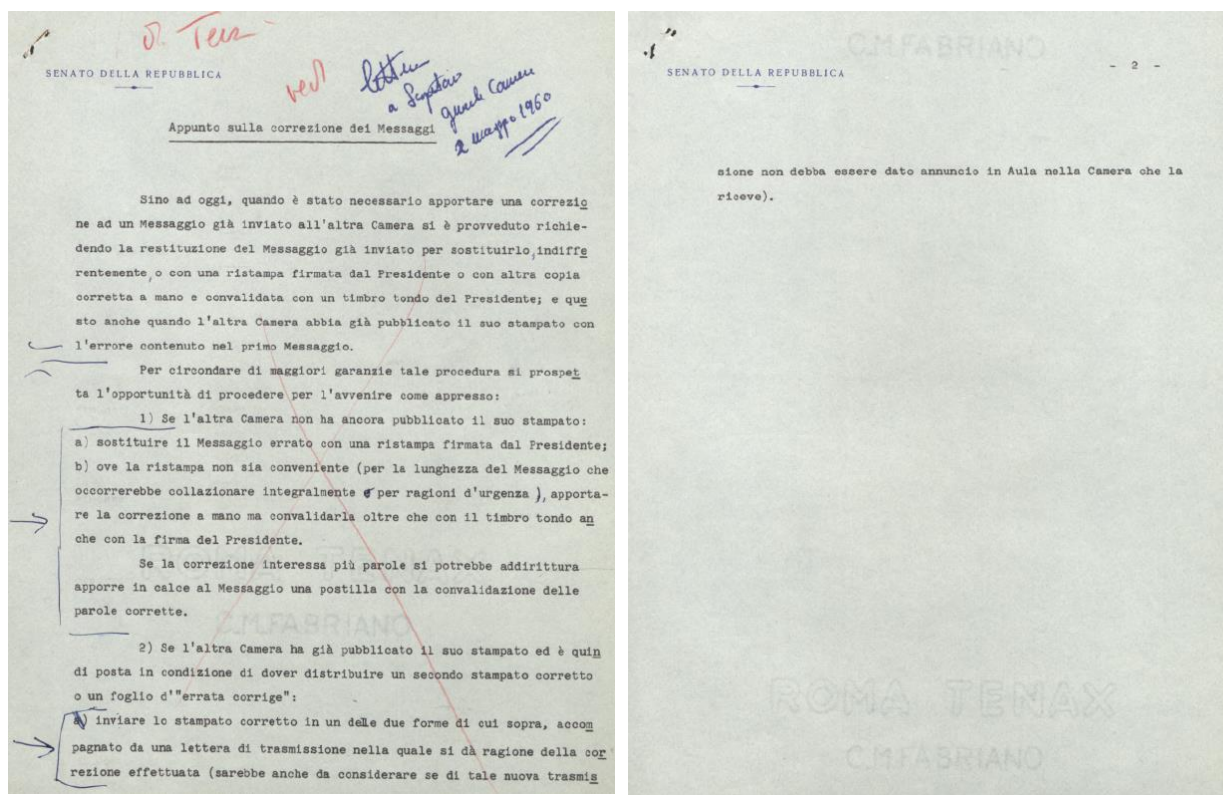 SENATO DELLA REPUBBLICA
ved
lettera
a Segretario
gen.le Camera
2 maggio 1960
Appunto sulla correzione dei Messaggi
Sino ad oggi, quando è stato necessario apportare una correzio
ne ad un Messaggio già inviato all'altra Camera si è provveduto richie-
dendo la restituzione del Messaggio già inviato per sostituirlo, indiffe
rentemente, o con una ristampa firmata dal Presidente o con altra copia
corretta a mano e convalidata con un timbro tondo del Presidente; e que
sto anche quando l'altra Camera abbia già pubblicato il suo stampato con
l'errore contenuto nel primo Messaggio.
Per circondare di maggiori garanzie tale procedura si prospet
ta l'opportunità di procedere per l'avvenire come appresso:
1) Se l'altra Camera non ha ancora pubblicato il suo stampato:
a) sostituire il Messaggio errato con una ristampa firmata dal Presidente;
b) ove la ristampa non sia conveniente (per la lunghezza del Messaggio che
occorrerebbe collazionare integralmente o per ragioni d'urgenza), apporta-
re la correzione a mano ma convalidarla oltre che con il timbro tondo an
che con la firma del Presidente.
Se la correzione interessa più parole si potrebbe addirittura
apporre in calce al Messaggio una postilla con la convalidazione delle
parole corrette.
2) Se l'altra Camera ha già pubblicato il suo stampato ed è quin
di posta in condizione di dover distribuire un secondo stampato corretto
o un foglio d'"errata corrige":
a) inviare lo stampato corretto in un delle due forme di cui sopra, accom
pagnato da una lettera di trasmissione nella quale si dà ragione della cor
rezione effettuata (sarebbe anche da considerare se di tale nuova trasmis
ROMA TENAX
C.M.FABRIANO
C.M.FABRIANO
SENATO DELLA REPUBBLICA
- 2 -
sione non debba essere dato annuncio in Aula nella Camera che la
riceve).
ROMA TENAX
C.M.FABRIANO